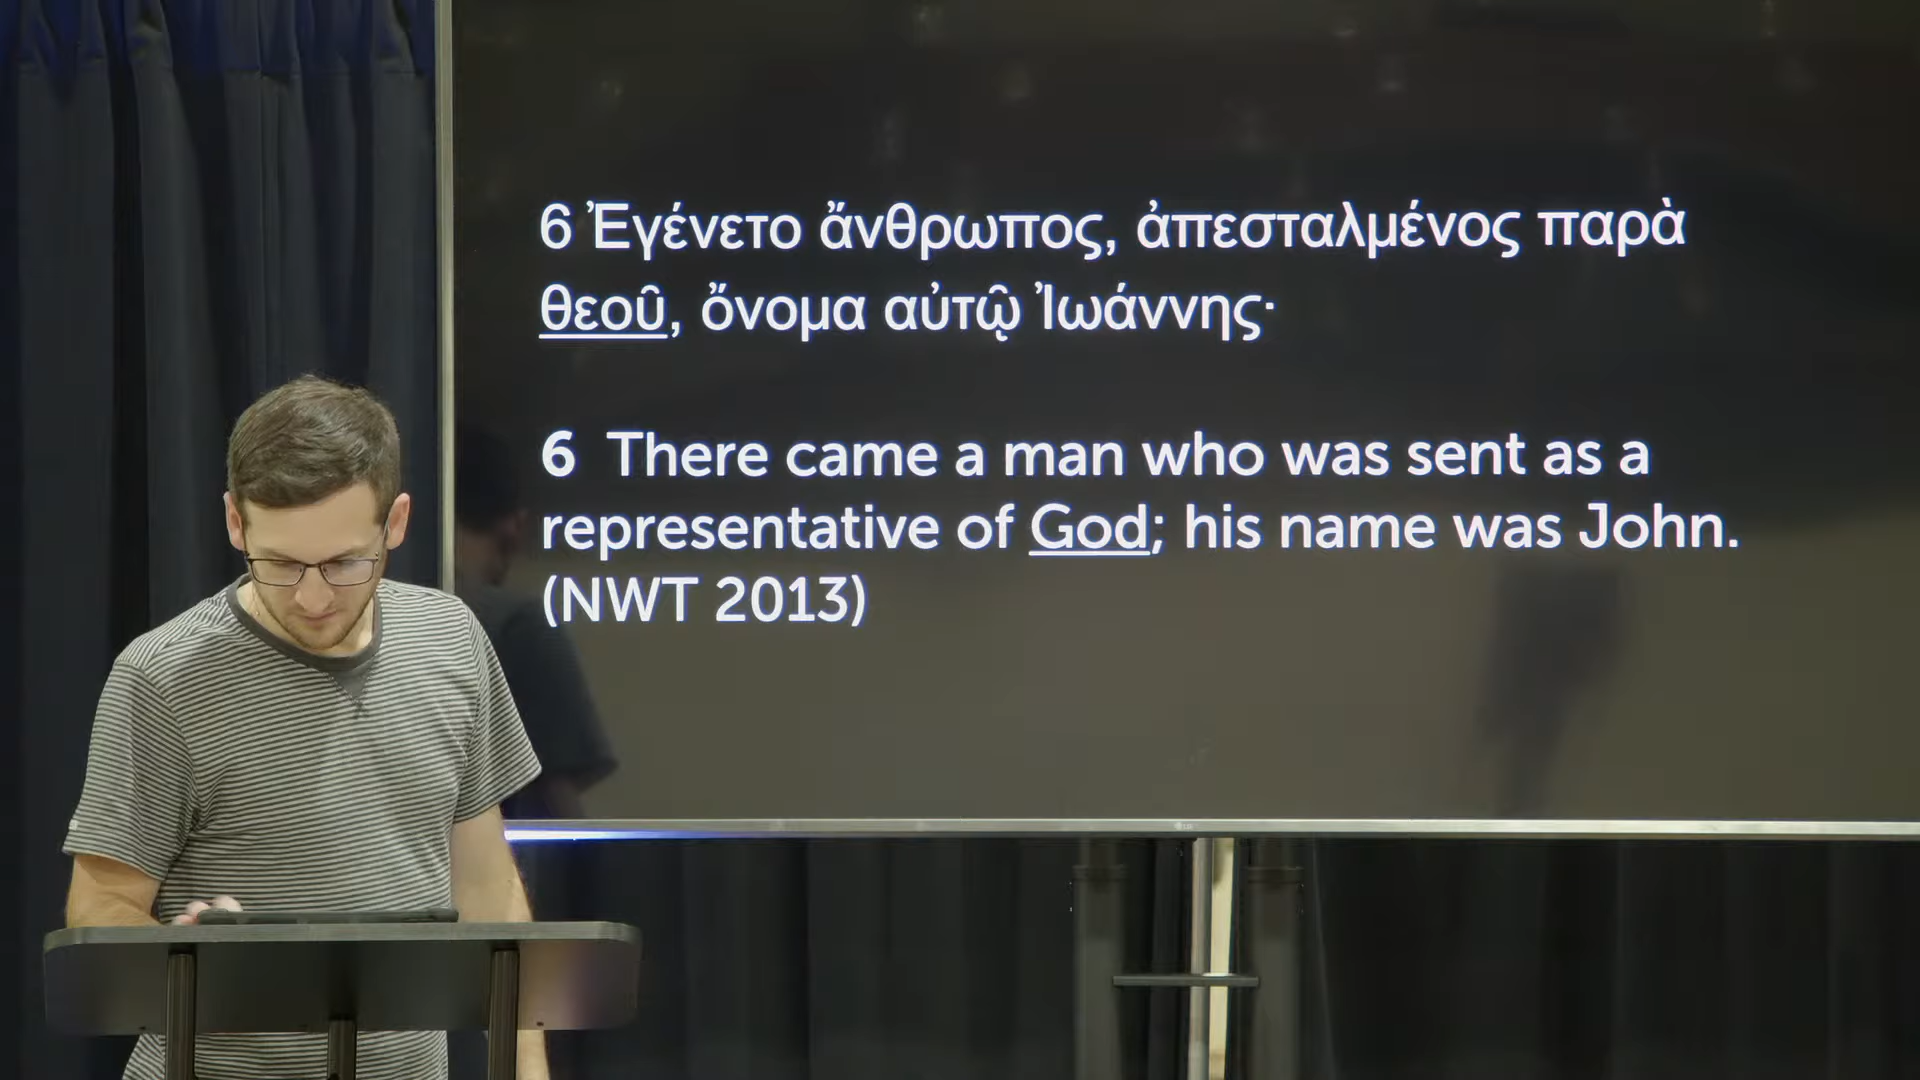 6 Ἐγένετο ἄνθρωπος, ἀπεσταλμένος παρὰ
θεοῦ, ὄνομα αὐτῷ Ἰωάννης·
6 There came a man who was sent as a
representative of God; his name was John.
(NWT 2013)